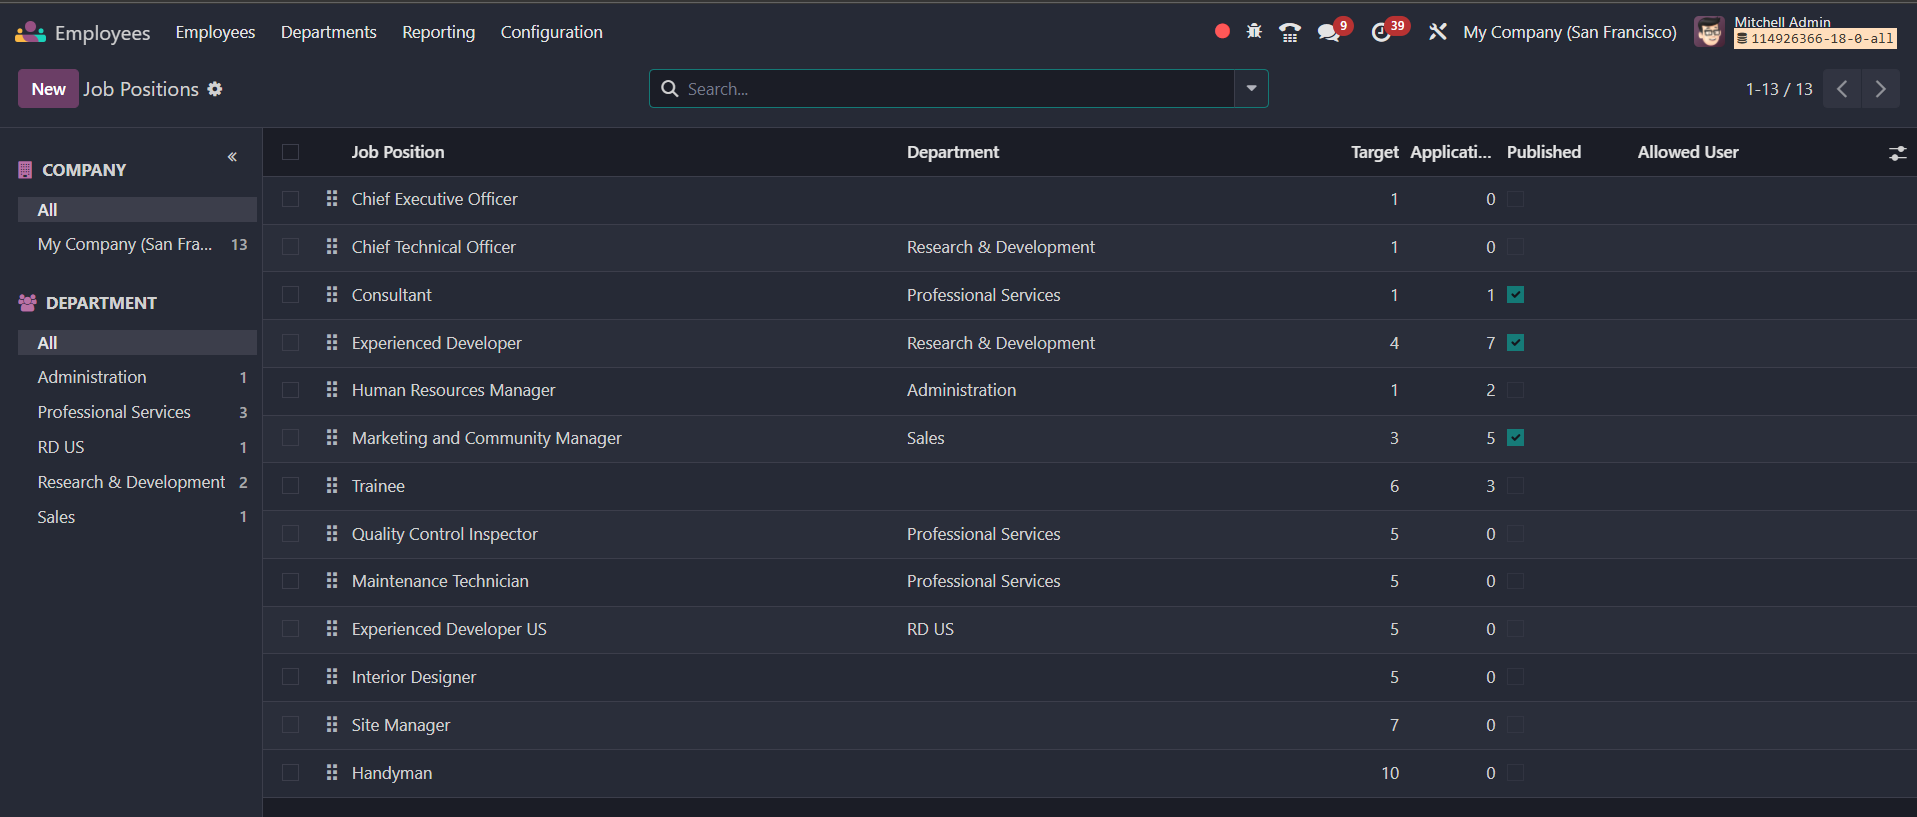 Employees Employees Departments Reporting Configuration 9 39 My Company (San Francisco) Mitchell Admin
114926366-18-0-all
New Job Positions Search... 1-13 / 13
COMPANY
All
My Company (San Fra... 13
DEPARTMENT
All
Administration 1
Professional Services 3
RD US 1
Research & Development 2
Sales 1
Job Position Department Target Applicati... Published Allowed User
Chief Executive Officer 1 0
Chief Technical Officer Research & Development 1 0
Consultant Professional Services 1 1
Experienced Developer Research & Development 4 7
Human Resources Manager Administration 1 2
Marketing and Community Manager Sales 3 5
Trainee 6 3
Quality Control Inspector Professional Services 5 0
Maintenance Technician Professional Services 5 0
Experienced Developer US RD US 5 0
Interior Designer 5 0
Site Manager 7 0
Handyman 10 0